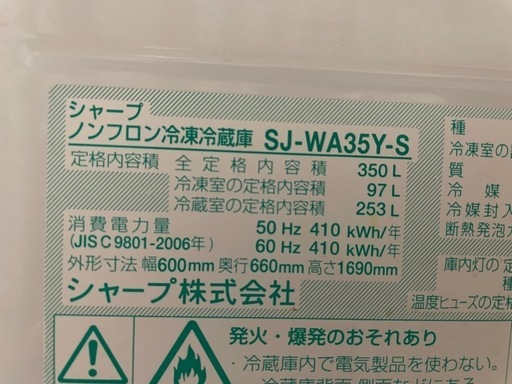 シャープ
ノンフロン冷凍冷蔵庫 SJ-WA35Y-S
定格内容積 全定格内容積 350 L
冷凍室の定格内容積 97 L
冷蔵室の定格内容積 253 L
消費電力量 50 Hz 410 kWh/年
(JIS C 9801-2006年) 60 Hz 410 kWh/年
外形寸法 幅600mm 奥行660mm 高さ1690mm
シャープ株式会社
種
冷凍室の
質
冷媒
冷媒封入
断熱発泡
庫内灯の定
種
温度ヒューズの定格
発火・爆発のおそれあり
・冷蔵庫内で電気製品を使わない。